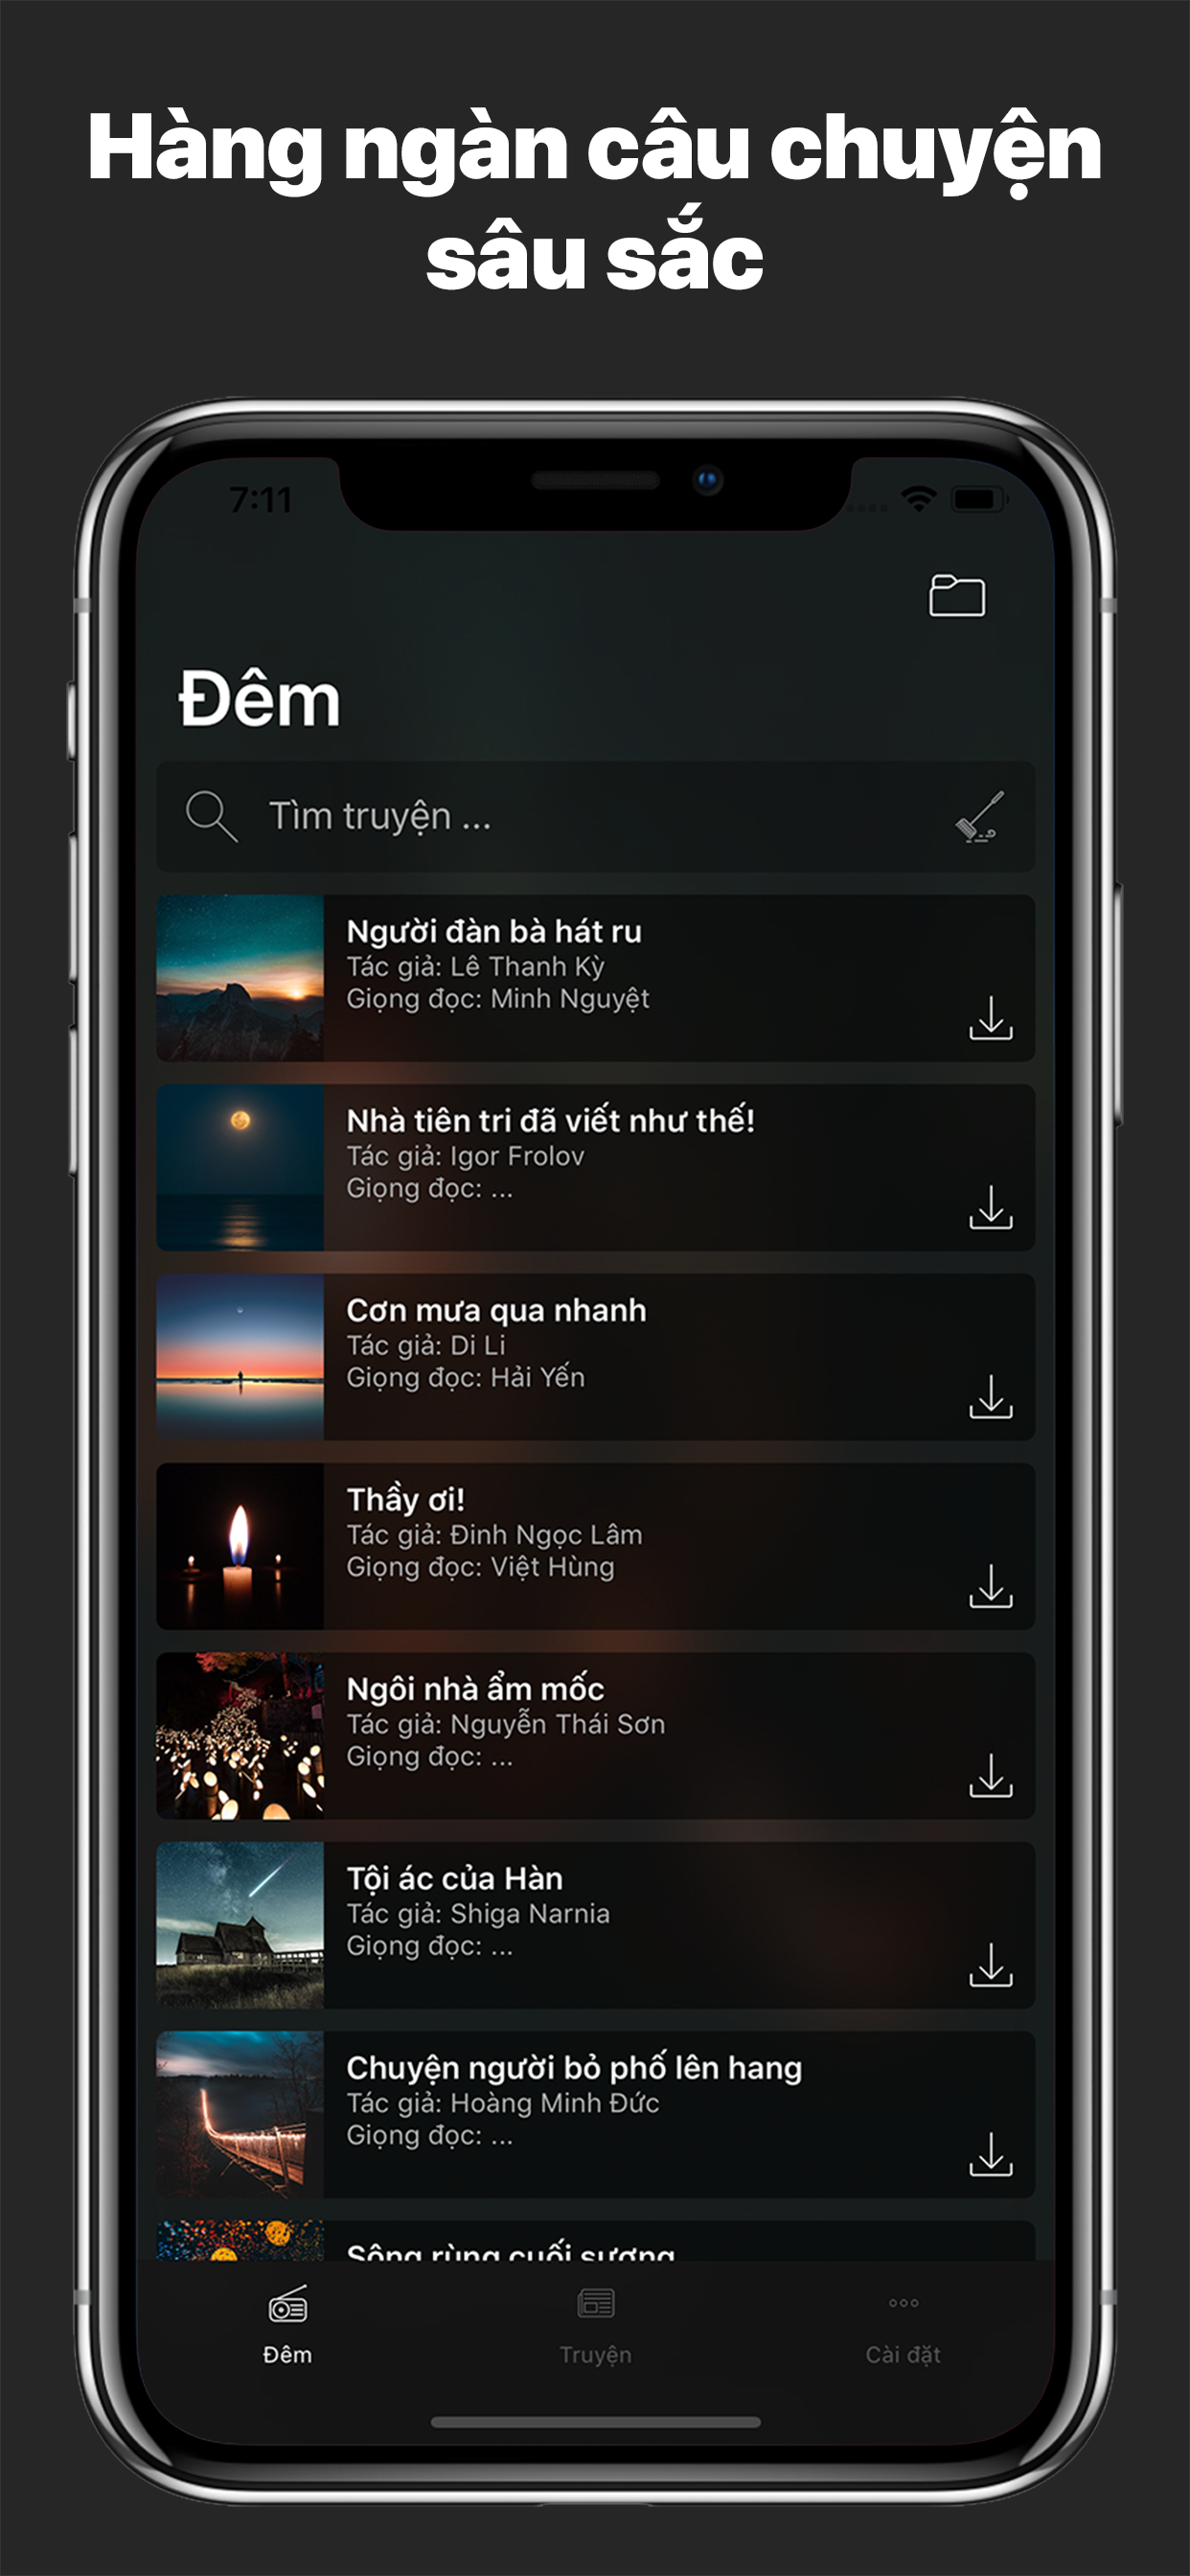 Hàng ngàn câu chuyện
sâu sắc
7:11
Đêm
Tìm truyện ...
Người đàn bà hát ru
Tác giả: Lê Thanh Kỳ
Giọng đọc: Minh Nguyệt
Nhà tiên tri đã viết như thế!
Tác giả: Igor Frolov
Giọng đọc: ...
Cơn mưa qua nhanh
Tác giả: Di Li
Giọng đọc: Hải Yến
Thầy ơi!
Tác giả: Đinh Ngọc Lâm
Giọng đọc: Việt Hùng
Ngôi nhà ẩm mốc
Tác giả: Nguyễn Thái Sơn
Giọng đọc: ...
Tội ác của Hàn
Tác giả: Shiga Narnia
Giọng đọc: ...
Chuyện người bỏ phố lên hang
Tác giả: Hoàng Minh Đức
Giọng đọc: ...
Sông rùng cuối sương
Đêm
Truyện
Cài đặt